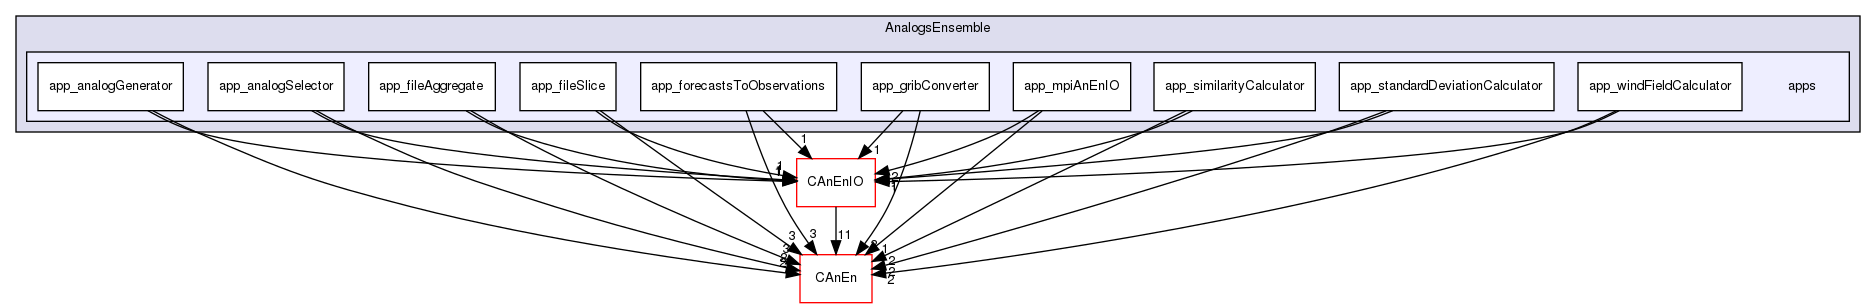 AnalogsEnsemble
app_analogGenerator
app_analogSelector
app_fileAggregate
app_fileSlice
app_forecastsToObservations
app_gribConverter
app_mpiAnEnIO
app_similarityCalculator
app_standardDeviationCalculator
app_windFieldCalculator
apps
1
1
1
CAnEnIO
2
1
3
3
11
1
3
2
2
CAnEn
2